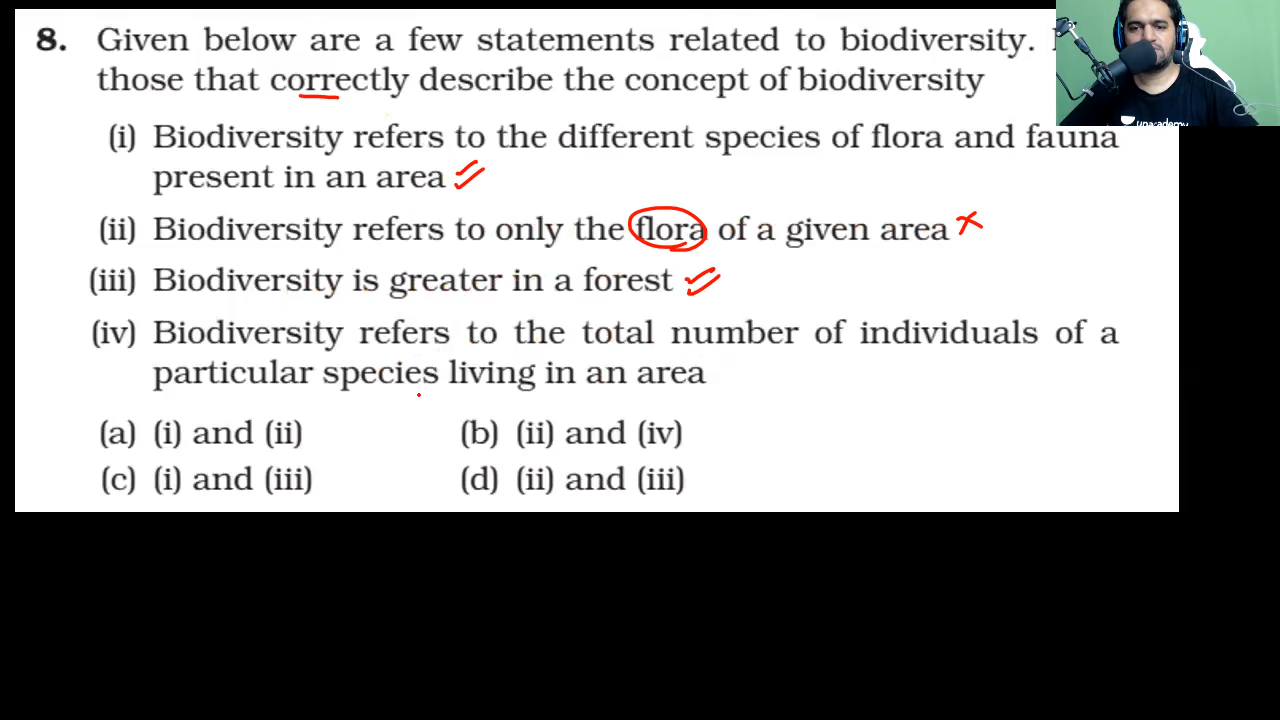 8. Given below are a few statements related to biodiversity.
those that correctly describe the concept of biodiversity
(i) Biodiversity refers to the different species of flora and fauna
present in an area
(ii) Biodiversity refers to only the flora of a given area
(iii) Biodiversity is greater in a forest
(iv) Biodiversity refers to the total number of individuals of a
particular species living in an area
(a) (i) and (ii) (b) (ii) and (iv)
(c) (i) and (iii) (d) (ii) and (iii)
unacademy